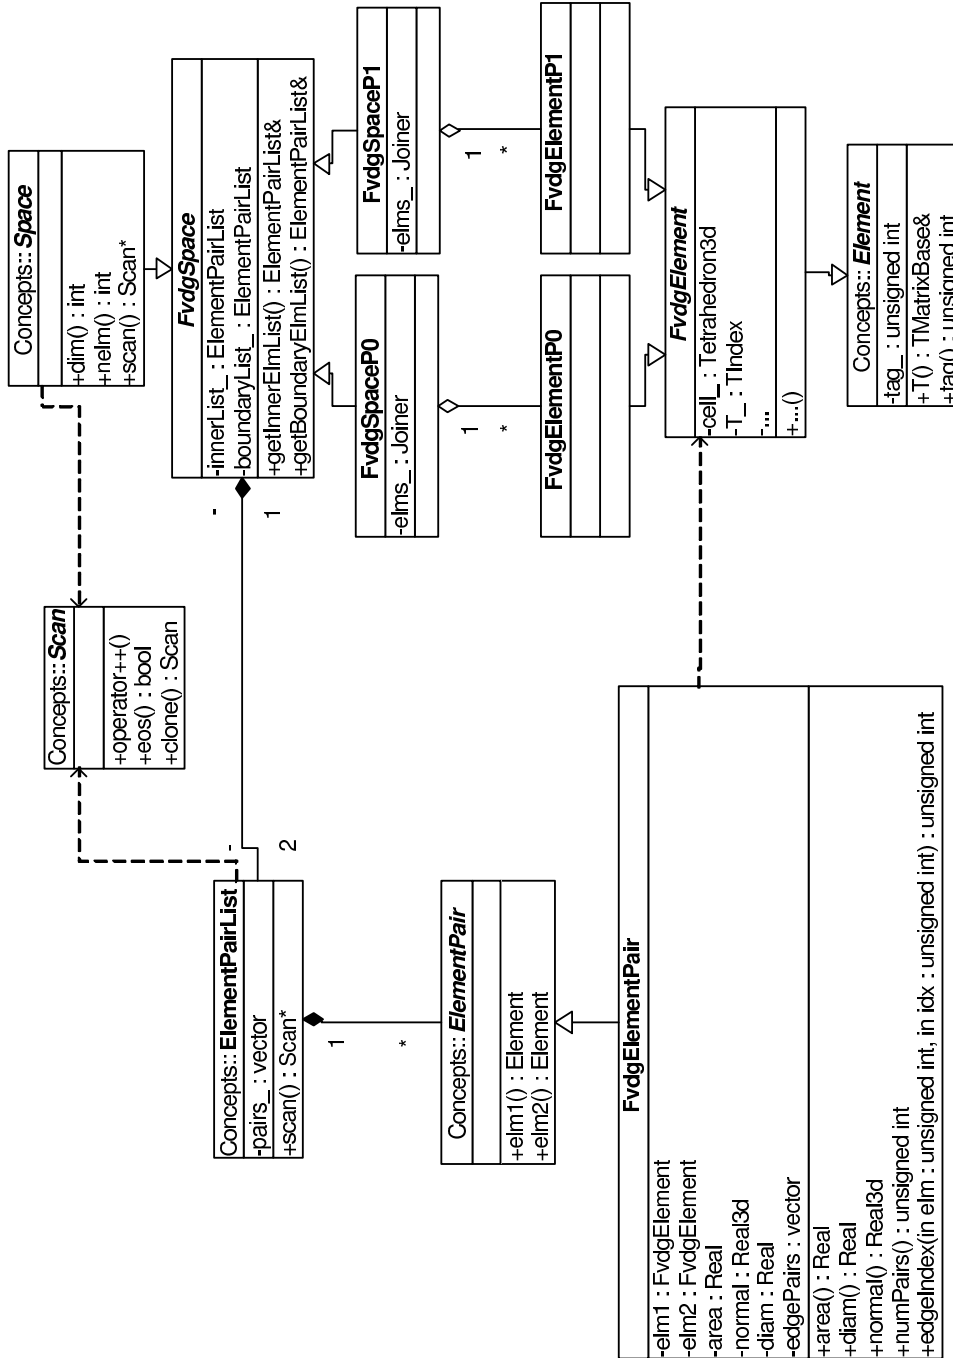 Concepts::Space
+dim() : int
+nelm() : int
+scan() : Scan*
Concepts::Scan
+operator++()
+eos() : bool
+clone() : Scan
FvdgSpace
-innerList_ : ElementPairList
-boundaryList_ : ElementPairList
+getInnerElmList() : ElementPairList&
+getBoundaryElmList() : ElementPairList&
-
1
-
2
Concepts:: ElementPairList
-pairs_ : vector
+scan() : Scan*
1
*
FvdgSpaceP1
-elms_ : Joiner
1
*
FvdgElementP1
FvdgSpaceP0
-elms_ : Joiner
1
*
FvdgElementP0
Concepts:: ElementPair
+elm1() : Element
+elm2() : Element
FvdgElement
-cell_ : Tetrahedron3d
-T_ : TIndex
-...
+...()
FvdgElementPair
-elm1 : FvdgElement
-elm2 : FvdgElement
-area : Real
-normal : Real3d
-diam : Real
-edgePairs : vector
+area() : Real
+diam() : Real
+normal() : Real3d
+numPairs() : unsigned int
+edgeIndex(in elm : unsigned int, in idx : unsigned int) : unsigned int
Concepts:: Element
-tag_ : unsigned int
+T() : TMatrixBase&
+tag() : unsigned int